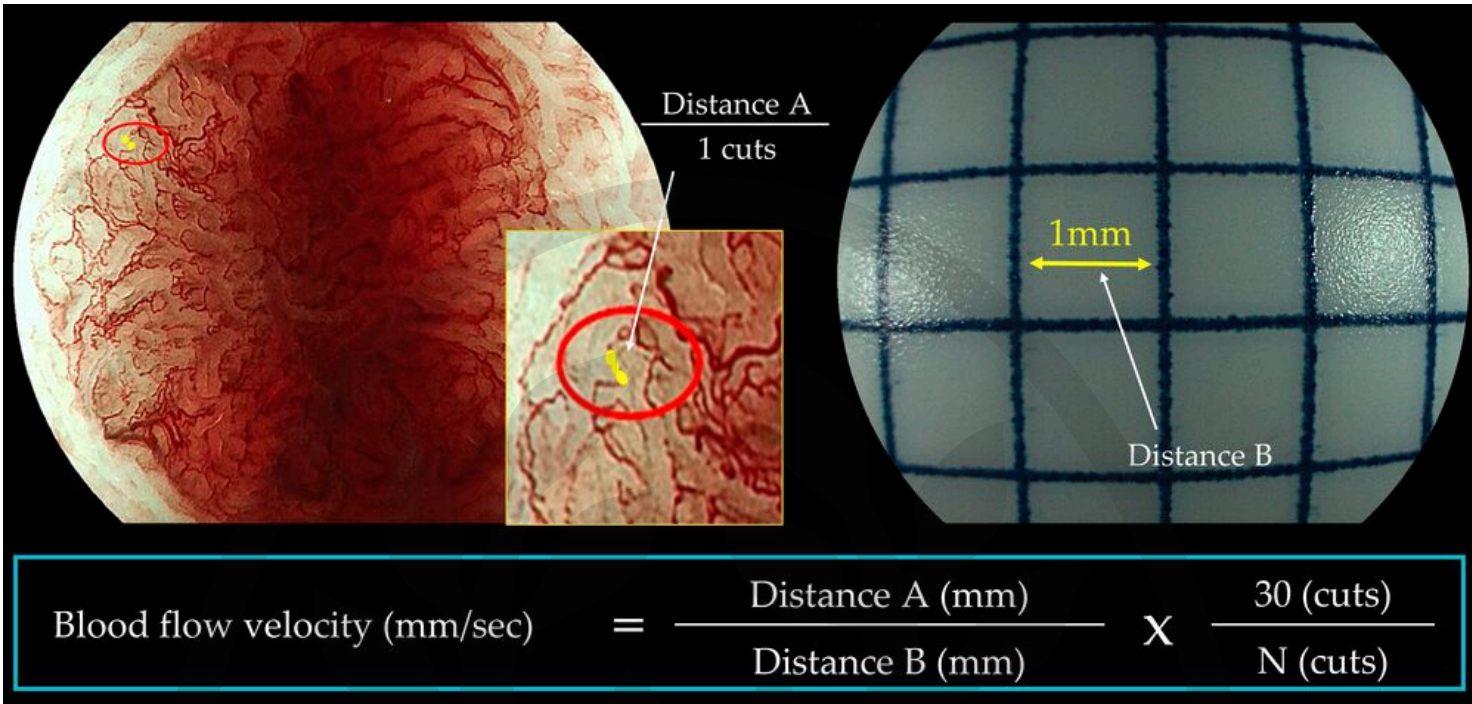 Distance A
1 cuts
1mm
Distance B
Blood flow velocity (mm/sec) = Distance A (mm) x 30 (cuts)
Distance B (mm) N (cuts)